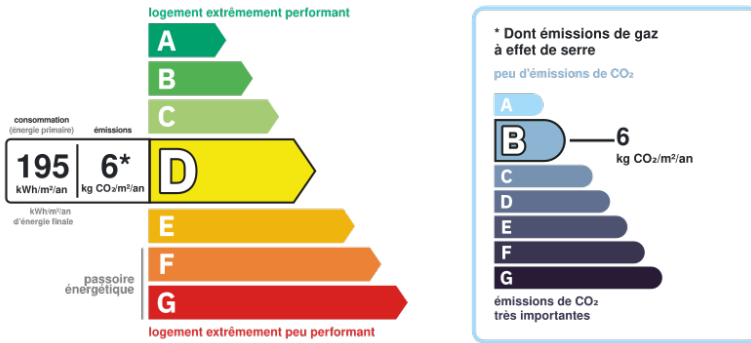 logement extrêmement performant
A
B
C
consommation
(énergie primaire)
émissions
195
kWh/m²/an
6*
kg CO₂/m²/an
D
kWh/m²/an
d'énergie finale
E
F
G
passoire
énergétique
logement extrêmement peu performant
* Dont émissions de gaz
à effet de serre
peu d'émissions de CO₂
A
B
6
kg CO₂/m²/an
C
D
E
F
G
émissions de CO₂
très importantes